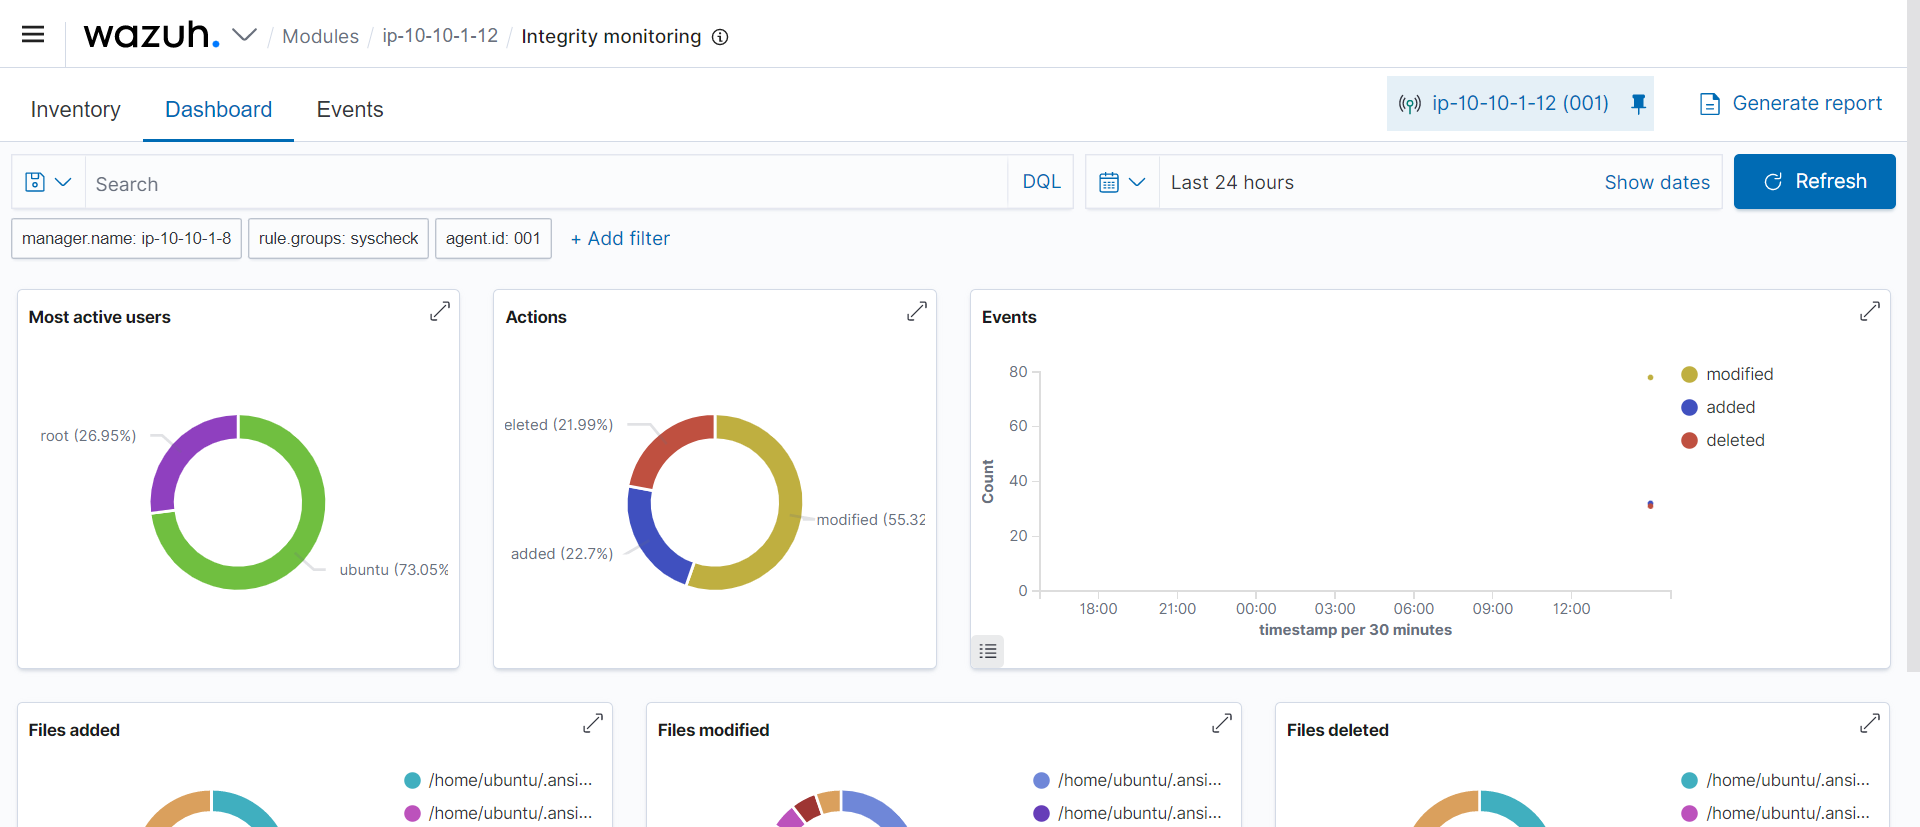 wazuh. / Modules / ip-10-10-1-12 / Integrity monitoring
Inventory Dashboard Events ip-10-10-1-12 (001) Generate report
Search DQL Last 24 hours Show dates Refresh
manager.name: ip-10-10-1-8 rule.groups: syscheck agent.id: 001 + Add filter
Most active users
root (26.95%)
ubuntu (73.05%
Actions
eleted (21.99%)
modified (55.32
added (22.7%)
Events
80
60
40
20
0
Count
18:00 21:00 00:00 03:00 06:00 09:00 12:00
timestamp per 30 minutes
modified
added
deleted
Files added
/home/ubuntu/.ansi...
/home/ubuntu/.ansi...
Files modified
/home/ubuntu/.ansi...
/home/ubuntu/.ansi...
Files deleted
/home/ubuntu/.ansi...
/home/ubuntu/.ansi...